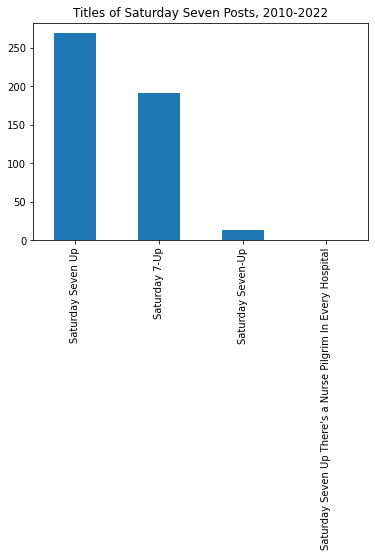 Titles of Saturday Seven Posts, 2010-2022
250
200
150
100
50
0
Saturday Seven Up
Saturday 7-Up
Saturday Seven-Up
Saturday Seven Up There's a Nurse Pilgrim In Every Hospital